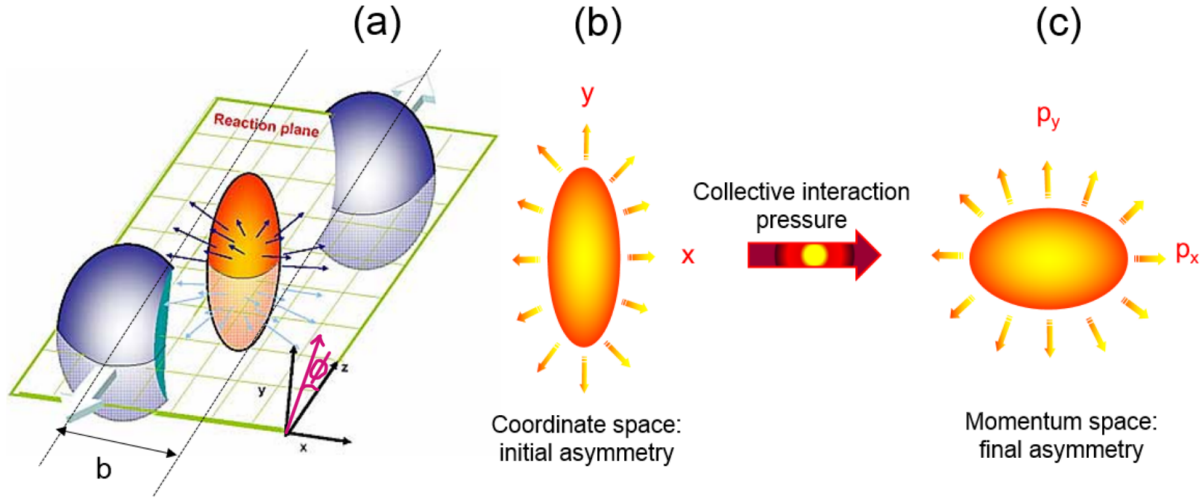 (a)
Reaction plane
y
ϕ
z
x
b
(b)
y
x
Coordinate space:
initial asymmetry
Collective interaction
pressure
(c)
py
px
Momentum space:
final asymmetry